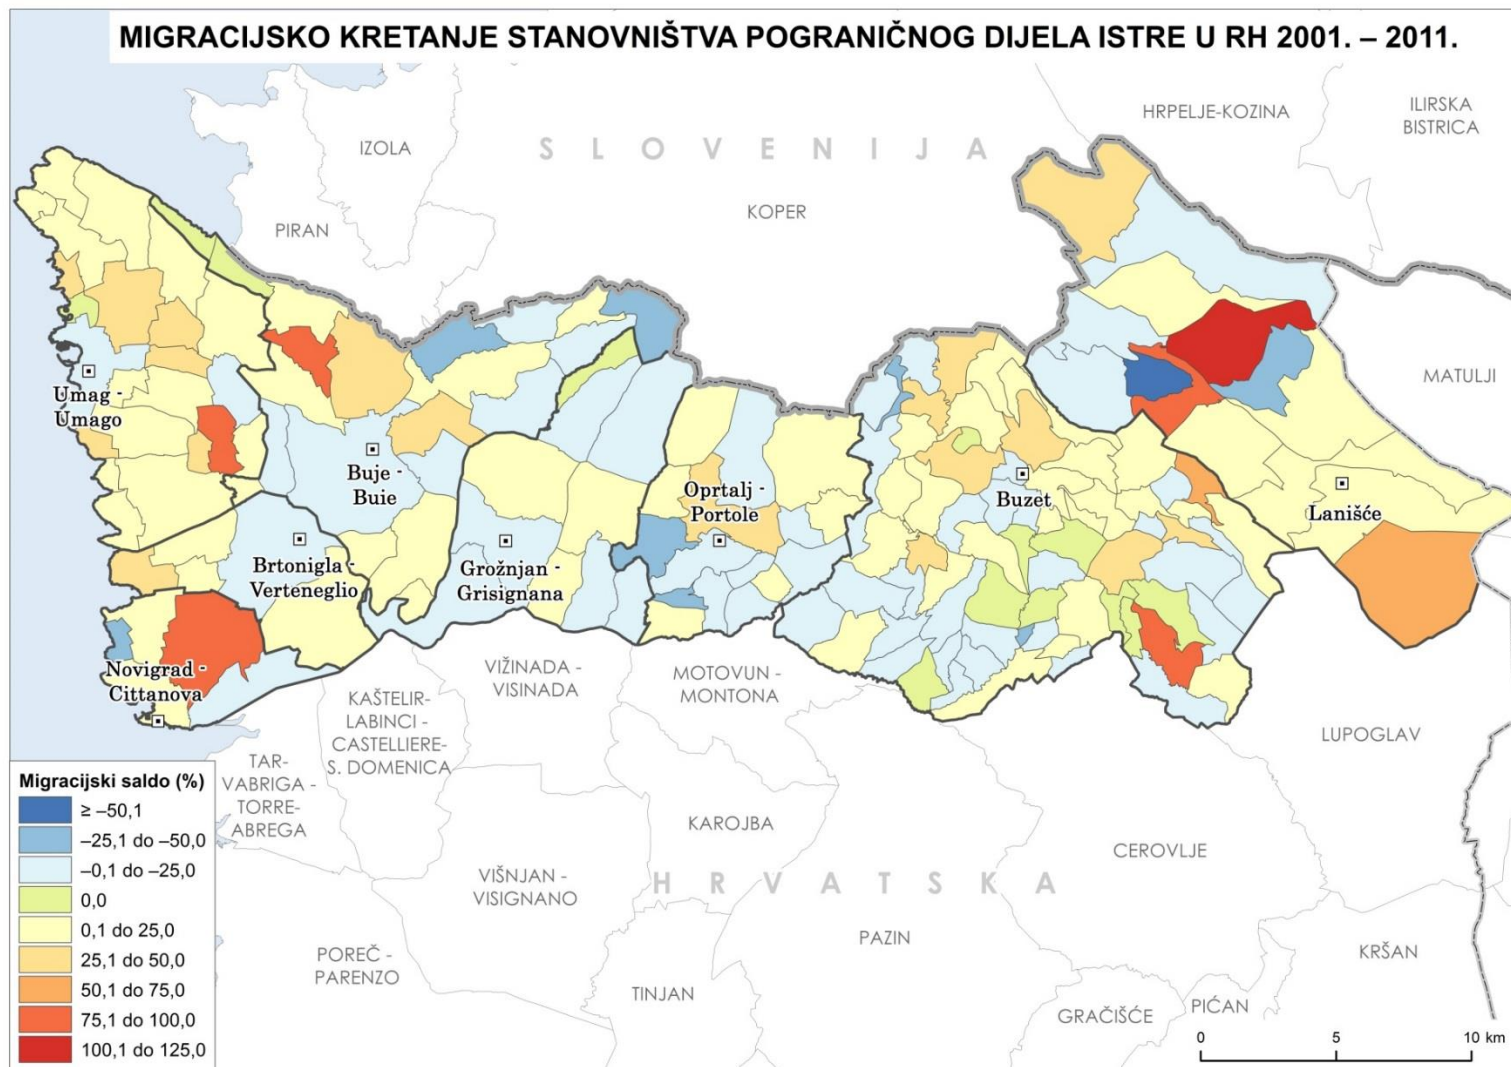 MIGRACIJSKO KRETANJE STANOVNIŠTVA POGRANIČNOG DIJELA ISTRE U RH 2001. – 2011.
HRPELJE-KOZINA
ILIRSKA
BISTRICA
IZOLA
SLOVENIJA
PIRAN
KOPER
MATULJI
Umag -
Umago
Buje -
Buie
Oprtalj -
Portole
Buzet
Lanišće
Brtonigla -
Verteneglio
Grožnjan -
Grisignana
Novigrad -
Cittanova
VIŽINADA -
VISINADA
MOTOVUN -
MONTONA
KAŠTELIR-
LABINCI -
CASTELLIERE-
S. DOMENICA
LUPOGLAV
TAR-
VABRIGA -
TORRE-
ABREGA
KAROJBA
CEROVLJE
VIŠNJAN -
VISIGNANO
HRVATSKA
PAZIN
KRŠAN
POREČ -
PARENZO
TINJAN
GRAČIŠĆE
PIĆAN
Migracijski saldo (%)
≥ –50,1
–25,1 do –50,0
–0,1 do –25,0
0,0
0,1 do 25,0
25,1 do 50,0
50,1 do 75,0
75,1 do 100,0
100,1 do 125,0
0 5 10 km